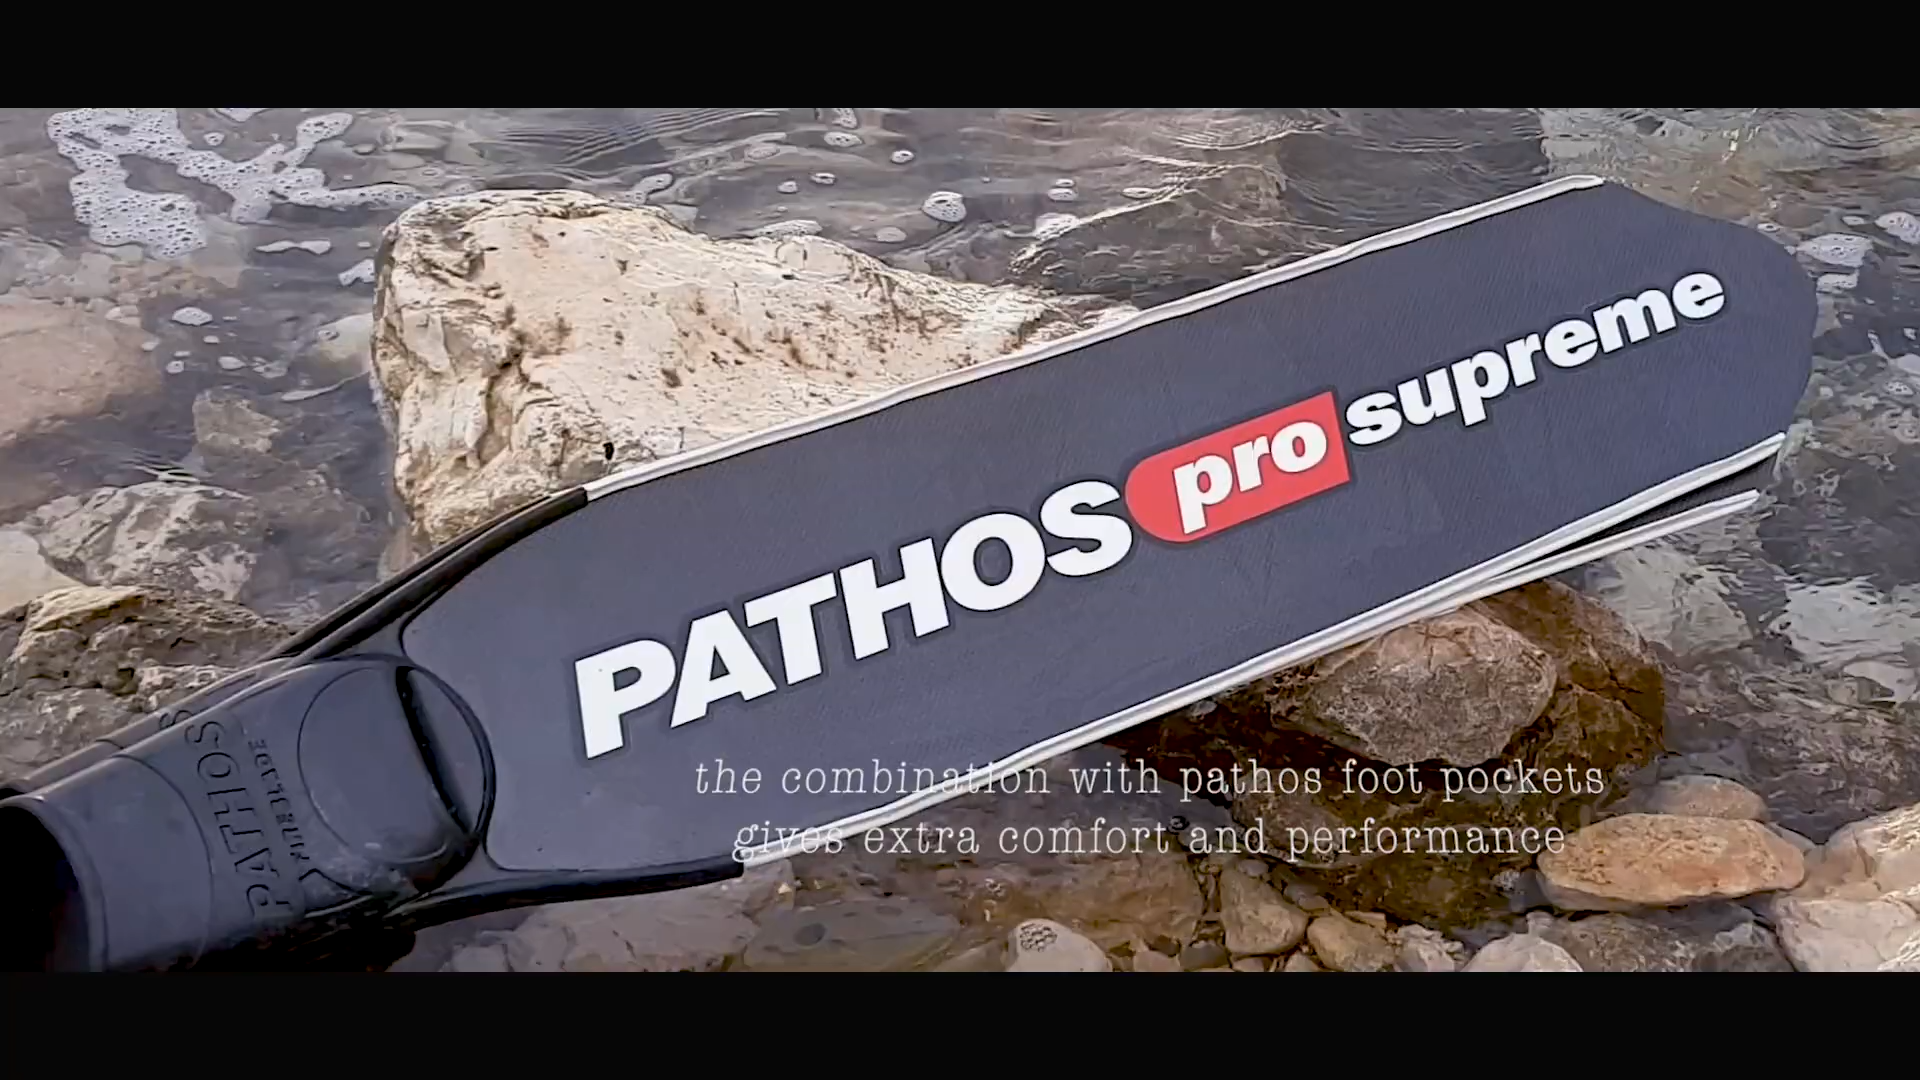 PATHOS pro supreme
PATHOS
the combination with pathos foot pockets
gives extra comfort and performance